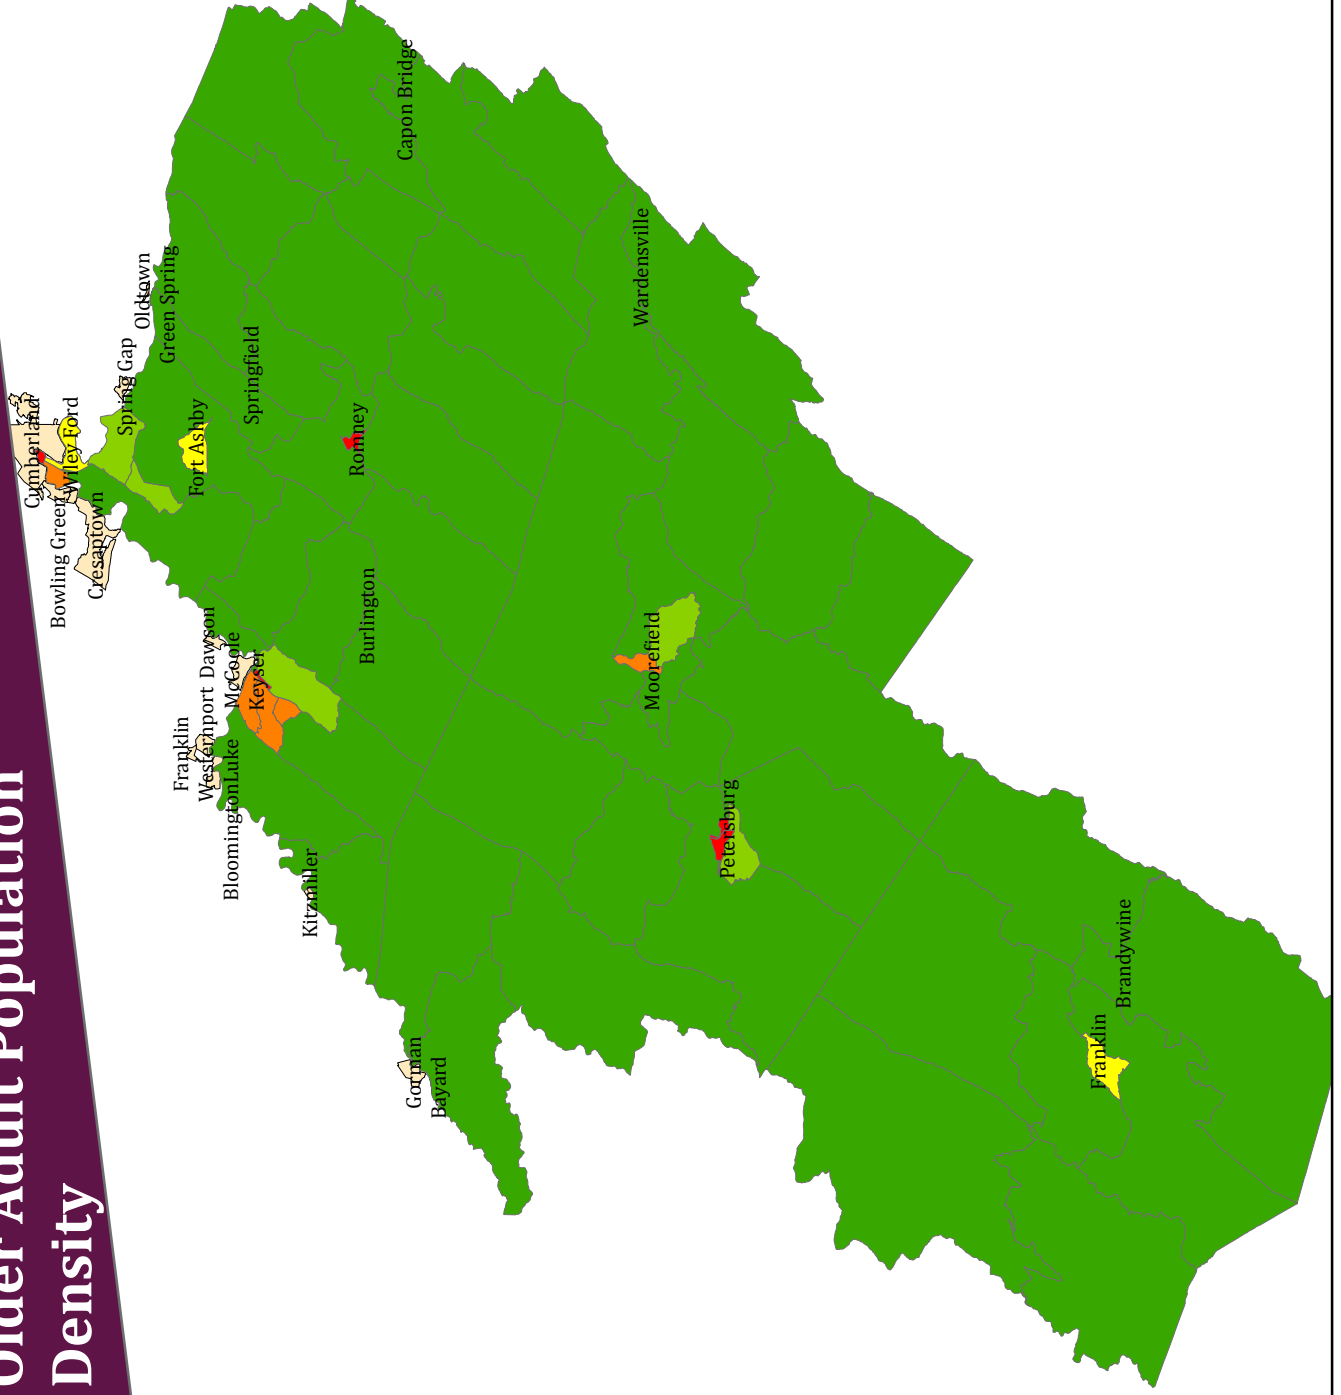 Older Adult Population
Density
Cumberland
Wiley Ford
Bowling Green
Cresaptown
Spring Gap
Oldtown
Green Spring
Fort Ashby
Springfield
Romney
Capon Bridge
Wardensville
Franklin
Westernport
Dawson
McCoole
Keyser
Bloomington
Luke
Burlington
Kitzmiller
Moorefield
Petersburg
Gorman
Bayard
Brandywine
Franklin